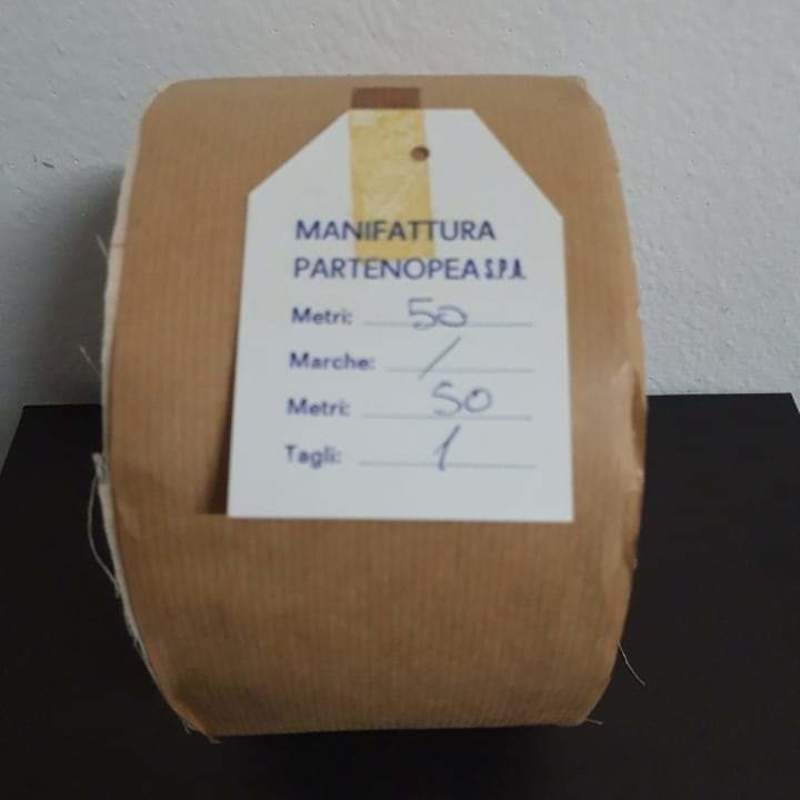 MANIFATTURA
PARTENOPEA S.P.A.
Metri: 50
Marche: /
Metri: 50
Tagli: 1